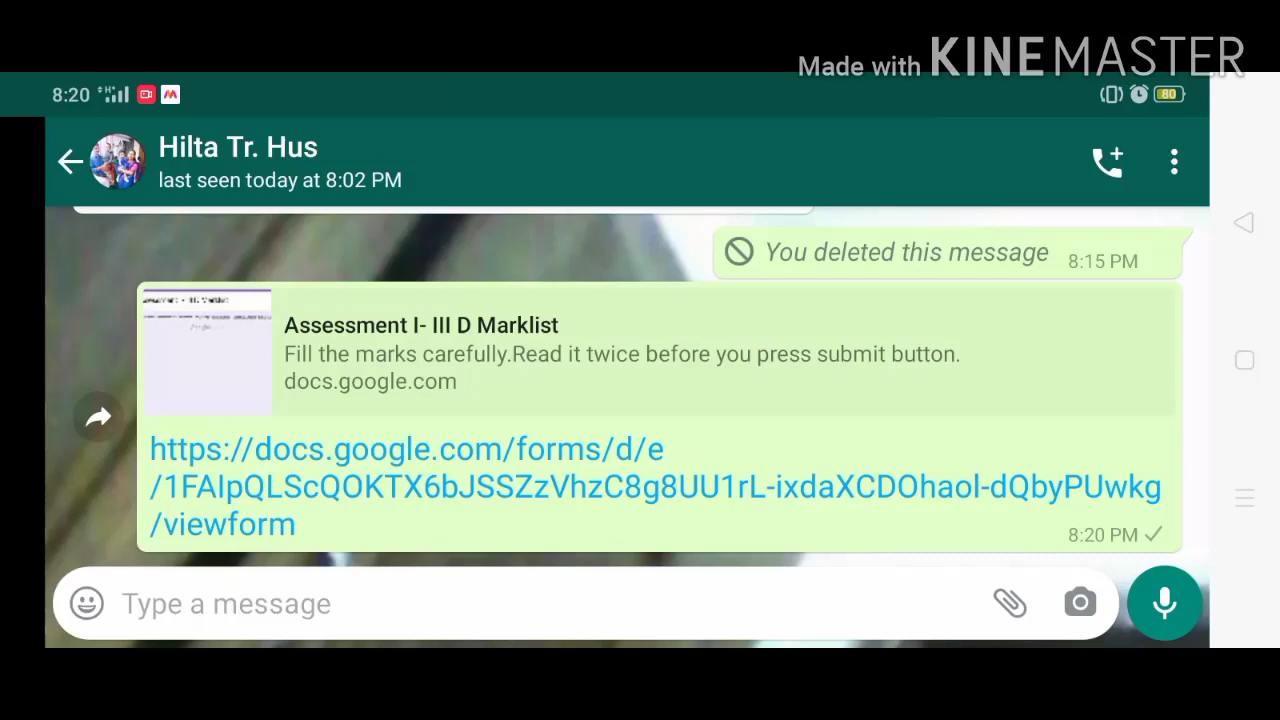 Made with KINEMASTER
8:20
80
Hilta Tr. Hus
last seen today at 8:02 PM
You deleted this message 8:15 PM
Assessment I- III D Marklist
Fill the marks carefully.Read it twice before you press submit button.
docs.google.com
https://docs.google.com/forms/d/e
/1FAIpQLScQOKTX6bJSSZzVhzC8g8UU1rL-ixdaXCDOhaol-dQbyPUwkg
/viewform
8:20 PM
Type a message